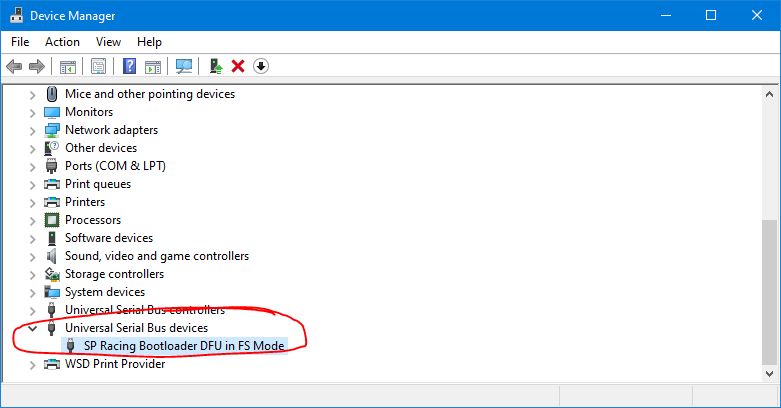 Device Manager
File Action View Help
Mice and other pointing devices
Monitors
Network adapters
Other devices
Ports (COM & LPT)
Print queues
Printers
Processors
Software devices
Sound, video and game controllers
Storage controllers
System devices
Universal Serial Bus controllers
Universal Serial Bus devices
SP Racing Bootloader DFU in FS Mode
WSD Print Provider